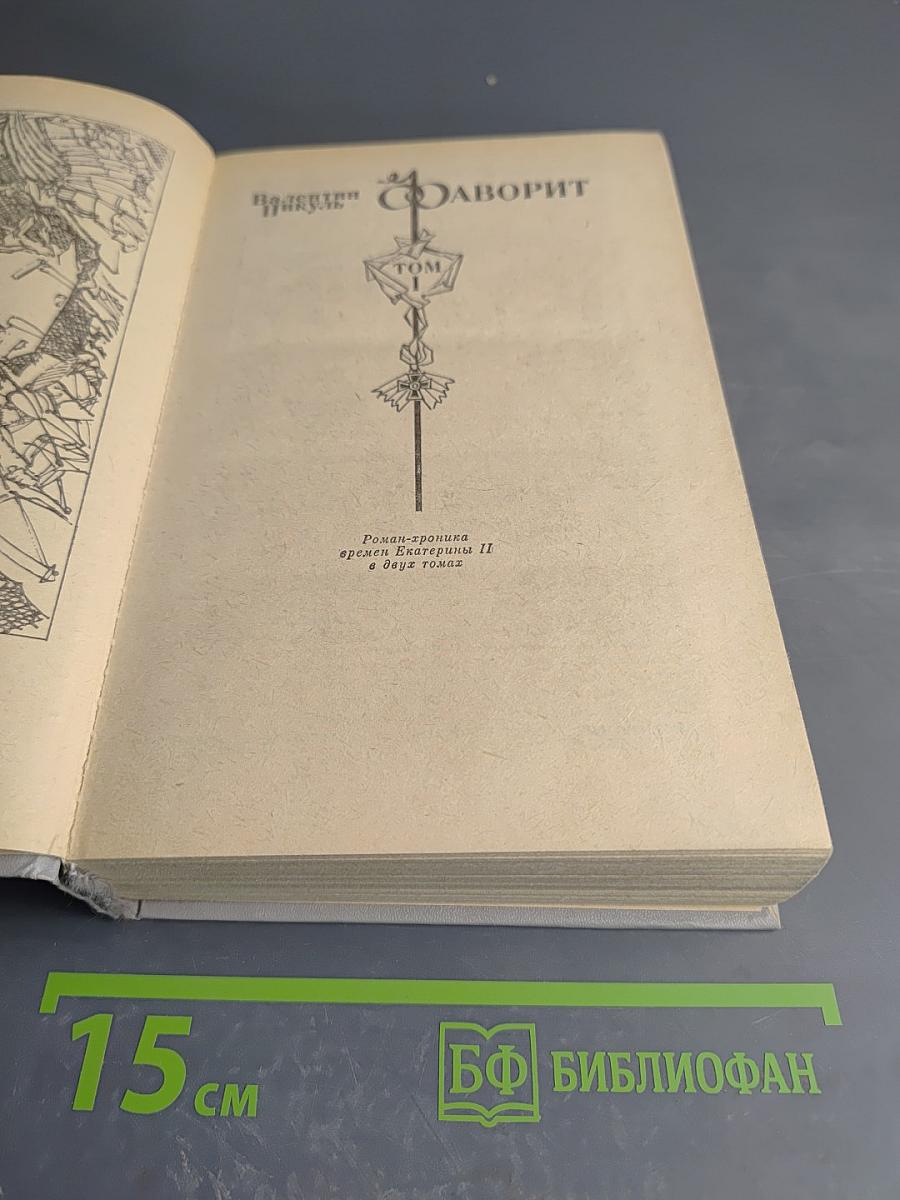 Валентин
Пикуль
ФАВОРИТ
ТОМ
I
Роман-хроника
времен Екатерины II
в двух томах
15 см
БФ БИБЛИОФАН